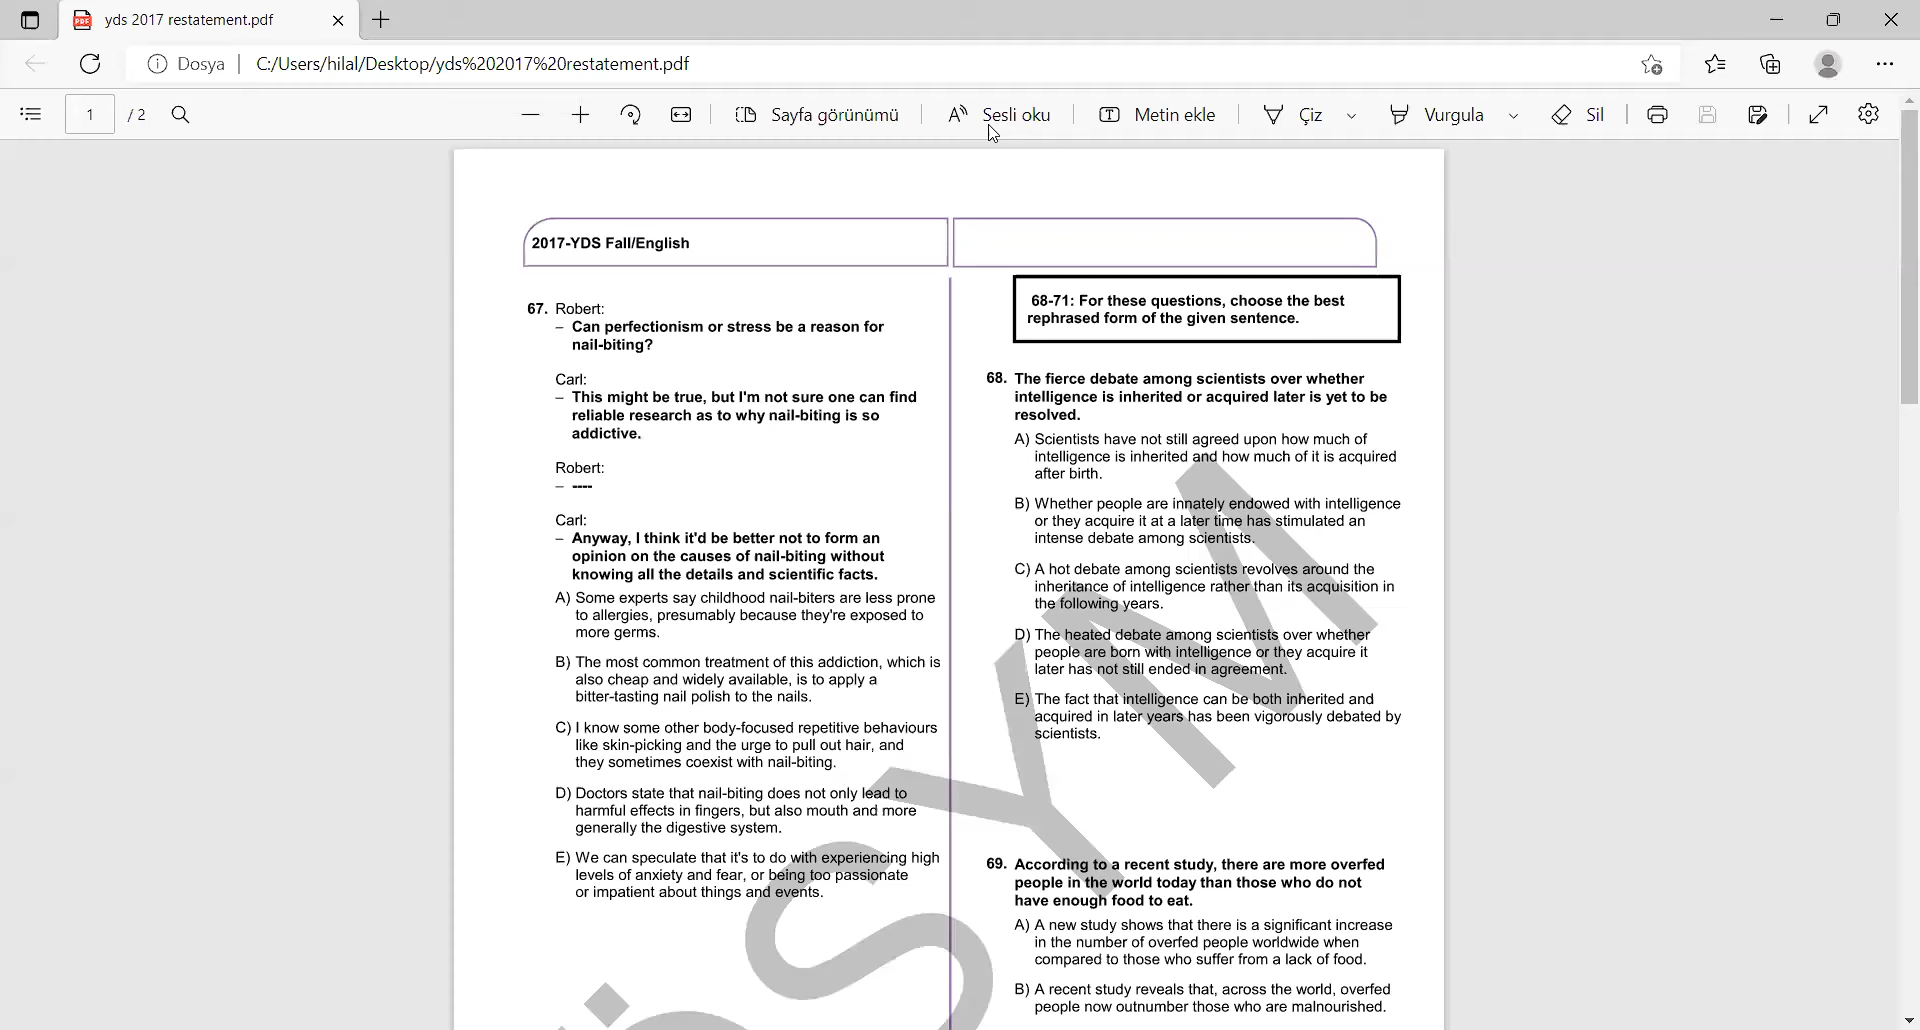 yds 2017 restatement.pdf
Dosya
C:/Users/hilal/Desktop/yds%202017%20restatement.pdf
1 / 2
Sayfa görünümü
Sesli oku
Metin ekle
Çiz
Vurgula
Sil
2017-YDS Fall/English
67. Robert:
– Can perfectionism or stress be a reason for
nail-biting?
Carl:
– This might be true, but I'm not sure one can find
reliable research as to why nail-biting is so
addictive.
Robert:
– ----
Carl:
– Anyway, I think it'd be better not to form an
opinion on the causes of nail-biting without
knowing all the details and scientific facts.
A) Some experts say childhood nail-biters are less prone
to allergies, presumably because they're exposed to
more germs.
B) The most common treatment of this addiction, which is
also cheap and widely available, is to apply a
bitter-tasting nail polish to the nails.
C) I know some other body-focused repetitive behaviours
like skin-picking and the urge to pull out hair, and
they sometimes coexist with nail-biting.
D) Doctors state that nail-biting does not only lead to
harmful effects in fingers, but also mouth and more
generally the digestive system.
E) We can speculate that it's to do with experiencing high
levels of anxiety and fear, or being too passionate
or impatient about things and events.
68-71: For these questions, choose the best
rephrased form of the given sentence.
68. The fierce debate among scientists over whether
intelligence is inherited or acquired later is yet to be
resolved.
A) Scientists have not still agreed upon how much of
intelligence is inherited and how much of it is acquired
after birth.
B) Whether people are innately endowed with intelligence
or they acquire it at a later time has stimulated an
intense debate among scientists.
C) A hot debate among scientists revolves around the
inheritance of intelligence rather than its acquisition in
the following years.
D) The heated debate among scientists over whether
people are born with intelligence or they acquire it
later has not still ended in agreement.
E) The fact that intelligence can be both inherited and
acquired in later years has been vigorously debated by
scientists.
69. According to a recent study, there are more overfed
people in the world today than those who do not
have enough food to eat.
A) A new study shows that there is a significant increase
in the number of overfed people worldwide when
compared to those who suffer from a lack of food.
B) A recent study reveals that, across the world, overfed
people now outnumber those who are malnourished.
SYM